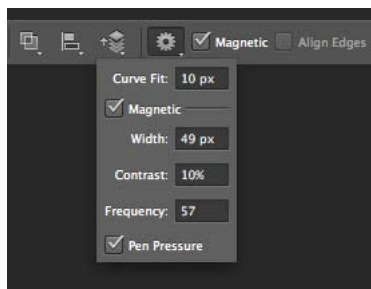 Magnetic Align Edges
Curve Fit: 10 px
Magnetic
Width: 49 px
Contrast: 10%
Frequency: 57
Pen Pressure